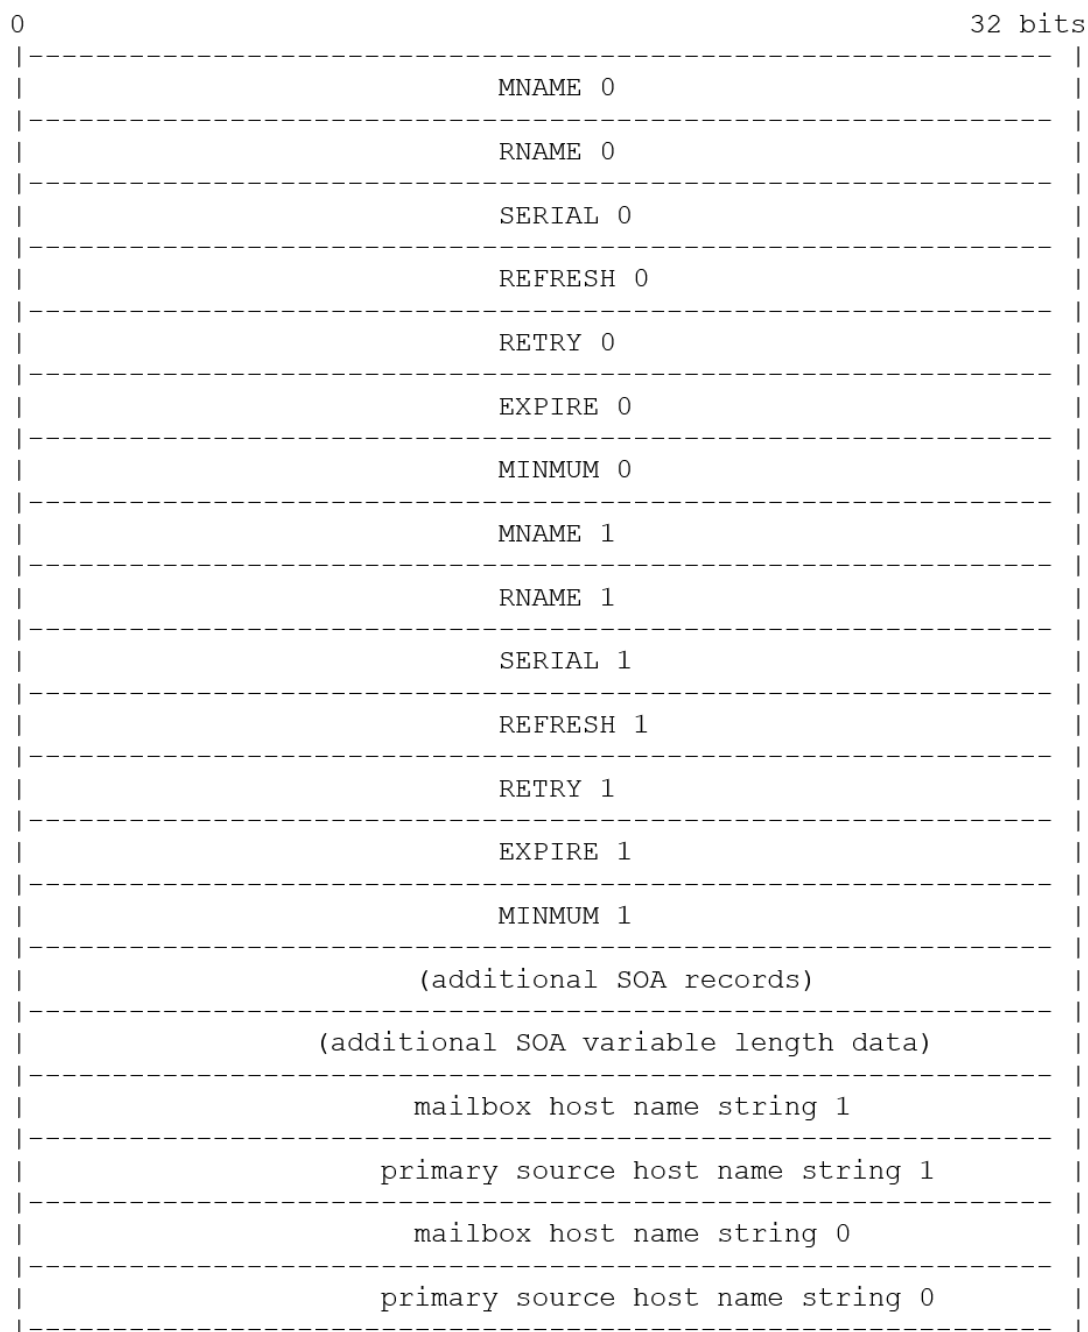 0 32 bits
|------------------------------------------------------------- |
| MNAME 0 |
|------------------------------------------------------------- |
| RNAME 0 |
|------------------------------------------------------------- |
| SERIAL 0 |
|------------------------------------------------------------- |
| REFRESH 0 |
|------------------------------------------------------------- |
| RETRY 0 |
|------------------------------------------------------------- |
| EXPIRE 0 |
|------------------------------------------------------------- |
| MINMUM 0 |
|------------------------------------------------------------- |
| MNAME 1 |
|------------------------------------------------------------- |
| RNAME 1 |
|------------------------------------------------------------- |
| SERIAL 1 |
|------------------------------------------------------------- |
| REFRESH 1 |
|------------------------------------------------------------- |
| RETRY 1 |
|------------------------------------------------------------- |
| EXPIRE 1 |
|------------------------------------------------------------- |
| MINMUM 1 |
|------------------------------------------------------------- |
| (additional SOA records) |
|------------------------------------------------------------- |
| (additional SOA variable length data) |
|------------------------------------------------------------- |
| mailbox host name string 1 |
|------------------------------------------------------------- |
| primary source host name string 1 |
|------------------------------------------------------------- |
| mailbox host name string 0 |
|------------------------------------------------------------- |
| primary source host name string 0 |
|------------------------------------------------------------- |